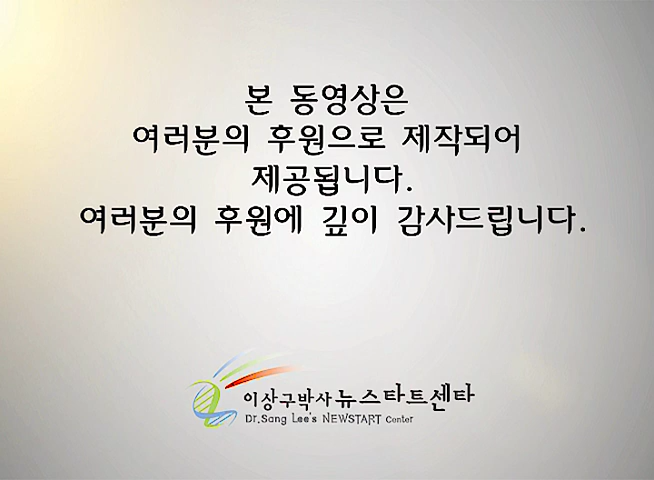 본 동영상은
여러분의 후원으로 제작되어
제공됩니다.
여러분의 후원에 깊이 감사드립니다.
이상구박사 뉴스타트센타
Dr.Sang Lee's NEWSTART Center